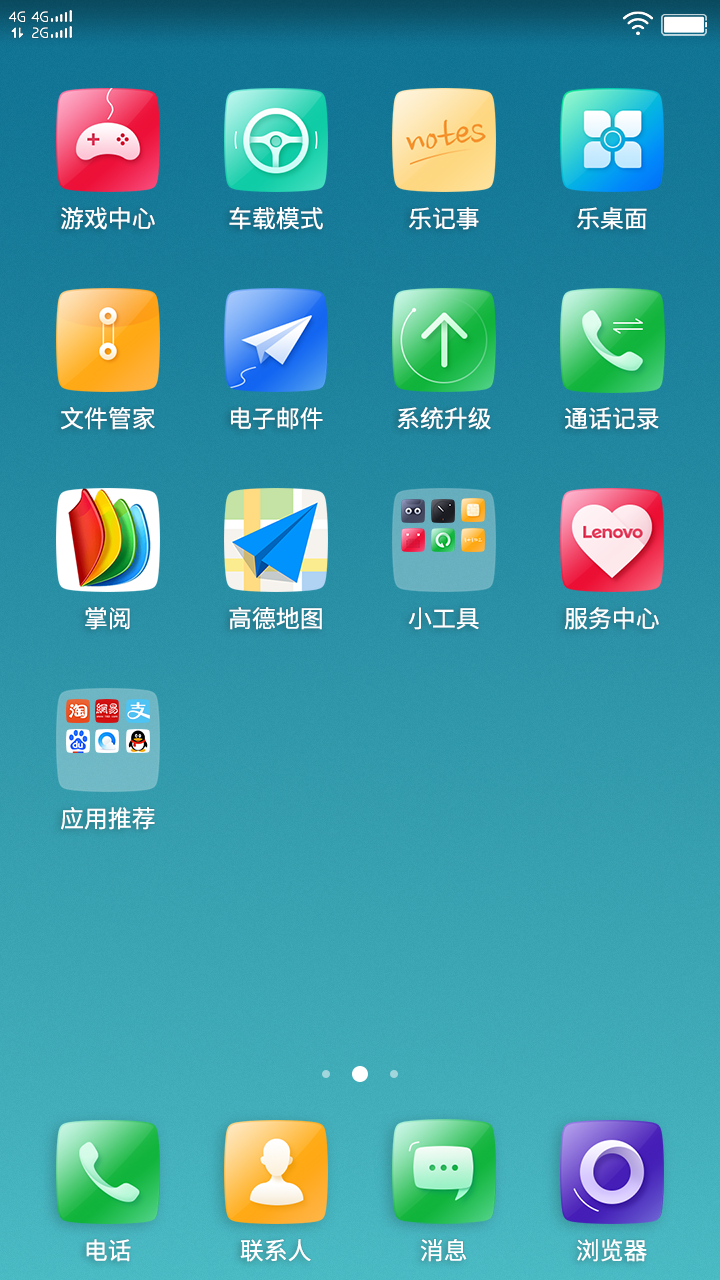 4G 4G
2G
notes
游戏中心 车载模式 乐记事 乐桌面
文件管家 电子邮件 系统升级 通话记录
Lenovo
掌阅 高德地图 小工具 服务中心
淘 網易 支
du
应用推荐
电话 联系人 消息 浏览器